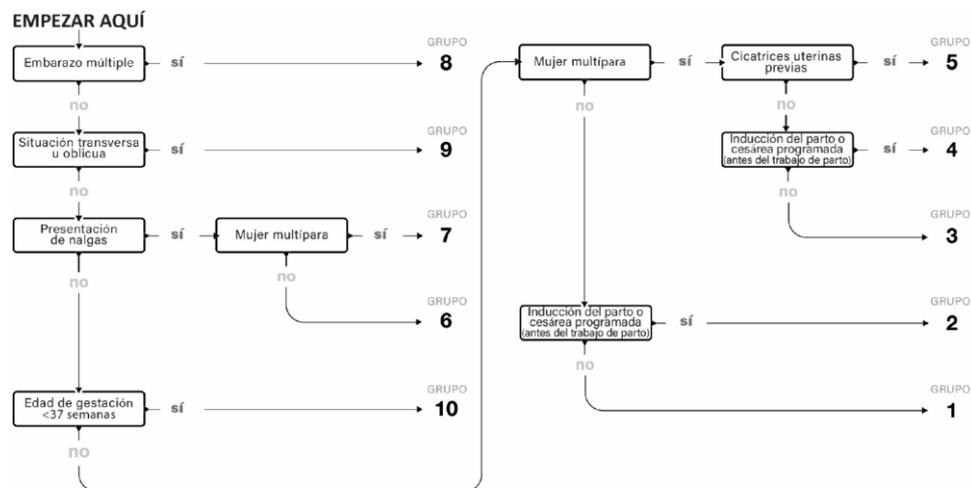 EMPEZAR AQUÍ
Embarazo múltiple
sí
GRUPO
8
no
Situación transversa
u oblicua
sí
GRUPO
9
no
Presentación
de nalgas
sí
Mujer multípara
sí
GRUPO
7
no
no
GRUPO
6
Edad de gestación
<37 semanas
sí
GRUPO
10
no
Mujer multípara
sí
Cicatrices uterinas
previas
sí
GRUPO
5
no
no
Inducción del parto o
cesárea programada
(antes del trabajo de parto)
sí
GRUPO
4
no
GRUPO
3
Inducción del parto o
cesárea programada
(antes del trabajo de parto)
sí
GRUPO
2
no
GRUPO
1